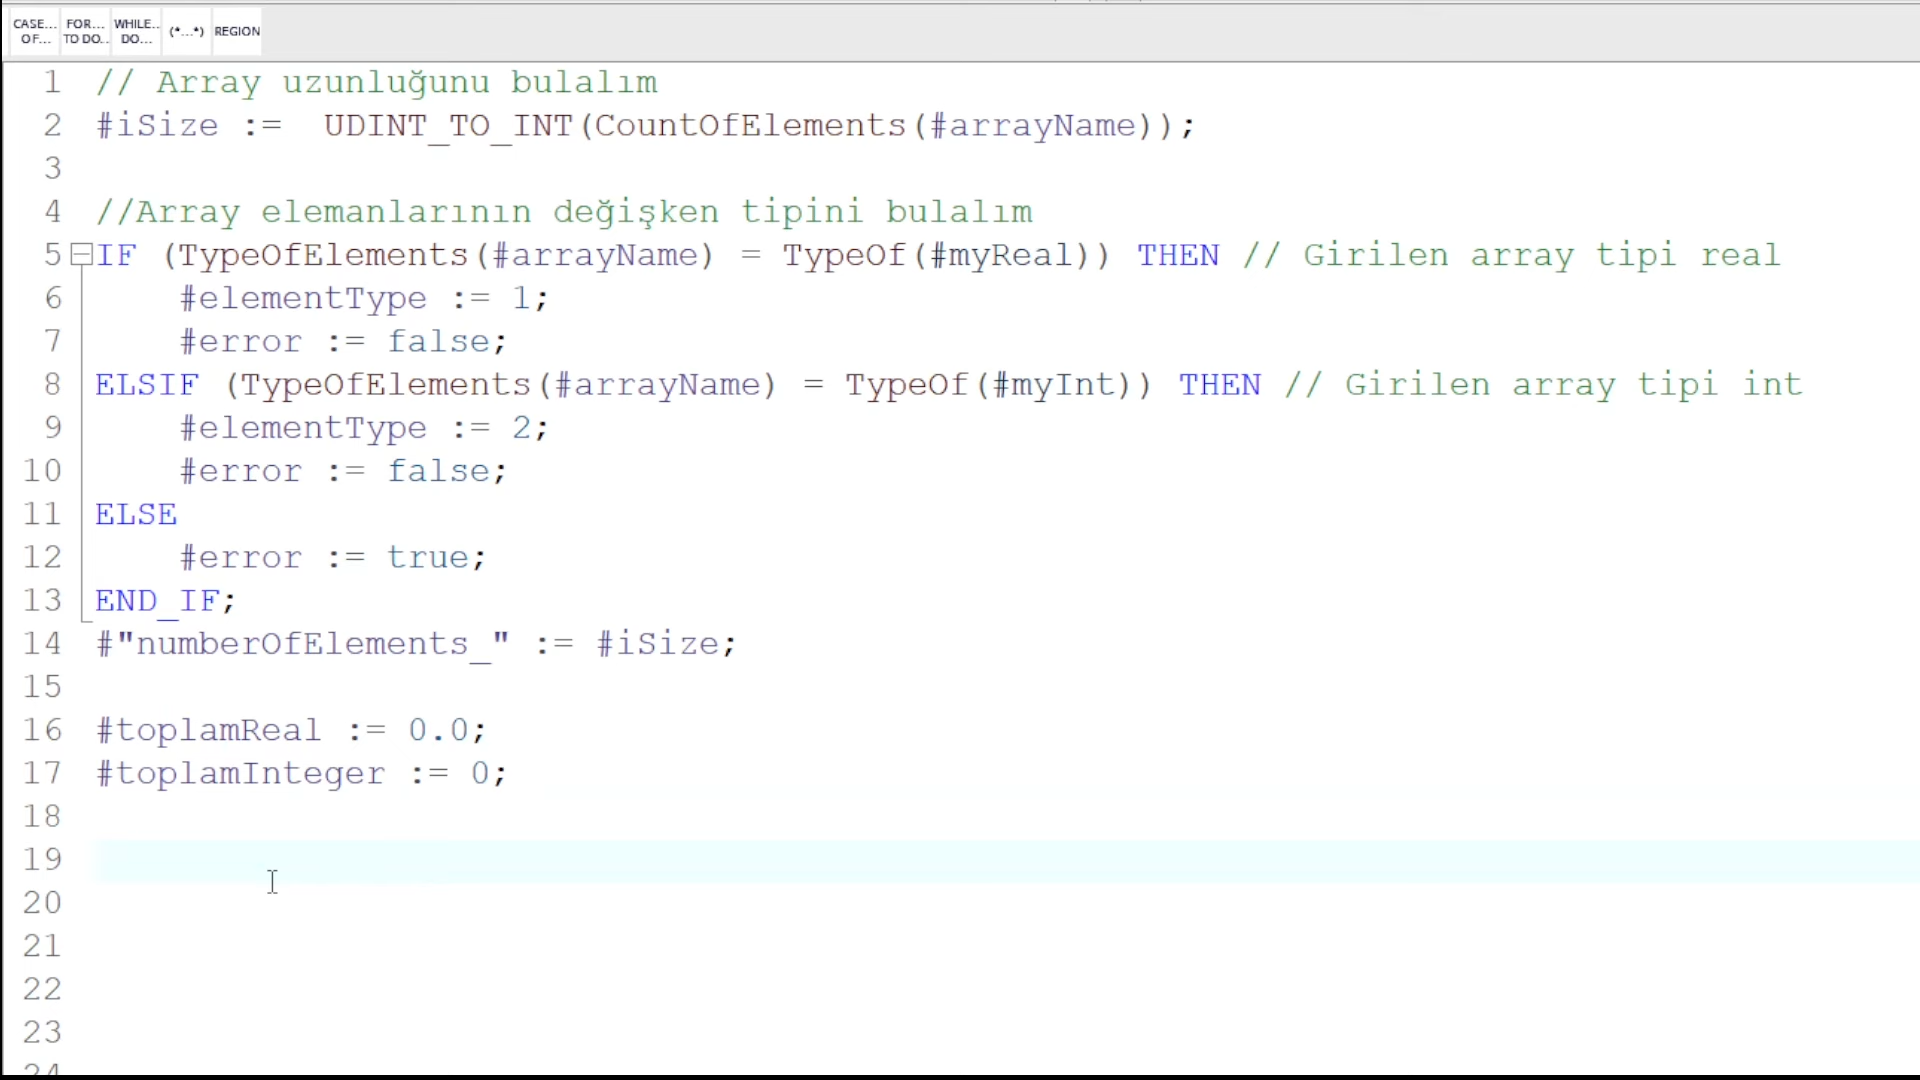 CASE... FOR... WHILE.. (*...*) REGION
OF... TO DO.. DO...
1 // Array uzunluğunu bulalım
2 #iSize := UDINT_TO_INT(CountOfElements(#arrayName));
3
4 //Array elemanlarının değişken tipini bulalım
5 IF (TypeOfElements(#arrayName) = TypeOf(#myReal)) THEN // Girilen array tipi real
6 #elementType := 1;
7 #error := false;
8 ELSIF (TypeOfElements(#arrayName) = TypeOf(#myInt)) THEN // Girilen array tipi int
9 #elementType := 2;
10 #error := false;
11 ELSE
12 #error := true;
13 END_IF;
14 #"numberOfElements_" := #iSize;
15
16 #toplamReal := 0.0;
17 #toplamInteger := 0;
18
19
20
21
22
23
24